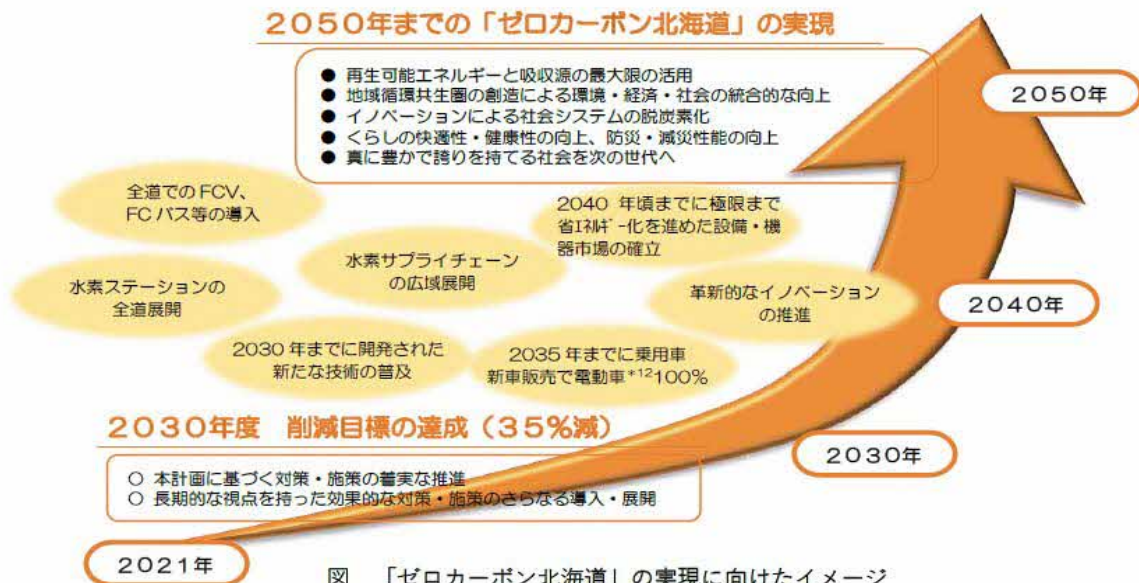 2050年までの「ゼロカーボン北海道」の実現
● 再生可能エネルギーと吸収源の最大限の活用
● 地域循環共生圏の創造による環境・経済・社会の統合的な向上
● イノベーションによる社会システムの脱炭素化
● くらしの快適性・健康性の向上、防災・減災性能の向上
● 真に豊かで誇りを持てる社会を次の世代へ
2050年
全道でのFCV、
FCバス等の導入
2040 年頃までに極限まで
省エネルギー化を進めた設備・機
器市場の確立
水素サプライチェーン
の広域展開
水素ステーションの
全道展開
革新的なイノベーション
の推進
2040年
2030年までに開発された
新たな技術の普及
2035年までに乗用車
新車販売で電動車*12100%
2030年度 削減目標の達成（35%減）
2030年
○ 本計画に基づく対策・施策の着実な推進
○ 長期的な視点を持った効果的な対策・施策のさらなる導入・展開
2021年
図 「ゼロカーボン北海道」の実現に向けたイメージ